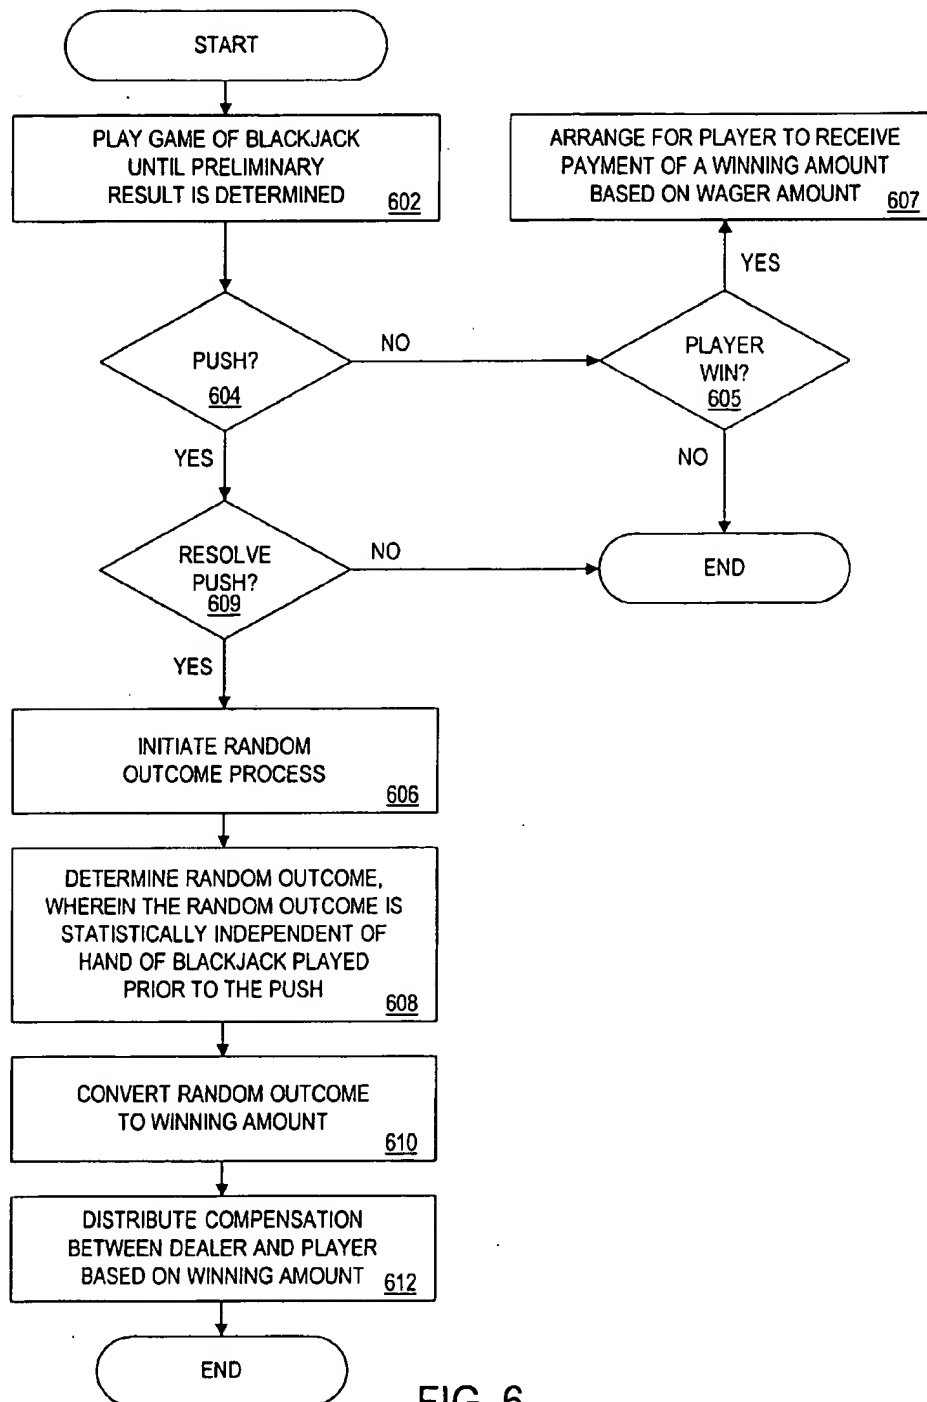 START
PLAY GAME OF BLACKJACK
UNTIL PRELIMINARY
RESULT IS DETERMINED
602
ARRANGE FOR PLAYER TO RECEIVE
PAYMENT OF A WINNING AMOUNT
BASED ON WAGER AMOUNT
607
YES
PUSH?
604
NO
PLAYER
WIN?
605
YES
NO
RESOLVE
PUSH?
609
NO
END
YES
INITIATE RANDOM
OUTCOME PROCESS
606
DETERMINE RANDOM OUTCOME,
WHEREIN THE RANDOM OUTCOME IS
STATISTICALLY INDEPENDENT OF
HAND OF BLACKJACK PLAYED
PRIOR TO THE PUSH
608
CONVERT RANDOM OUTCOME
TO WINNING AMOUNT
610
DISTRIBUTE COMPENSATION
BETWEEN DEALER AND PLAYER
BASED ON WINNING AMOUNT
612
END
FIG. 6